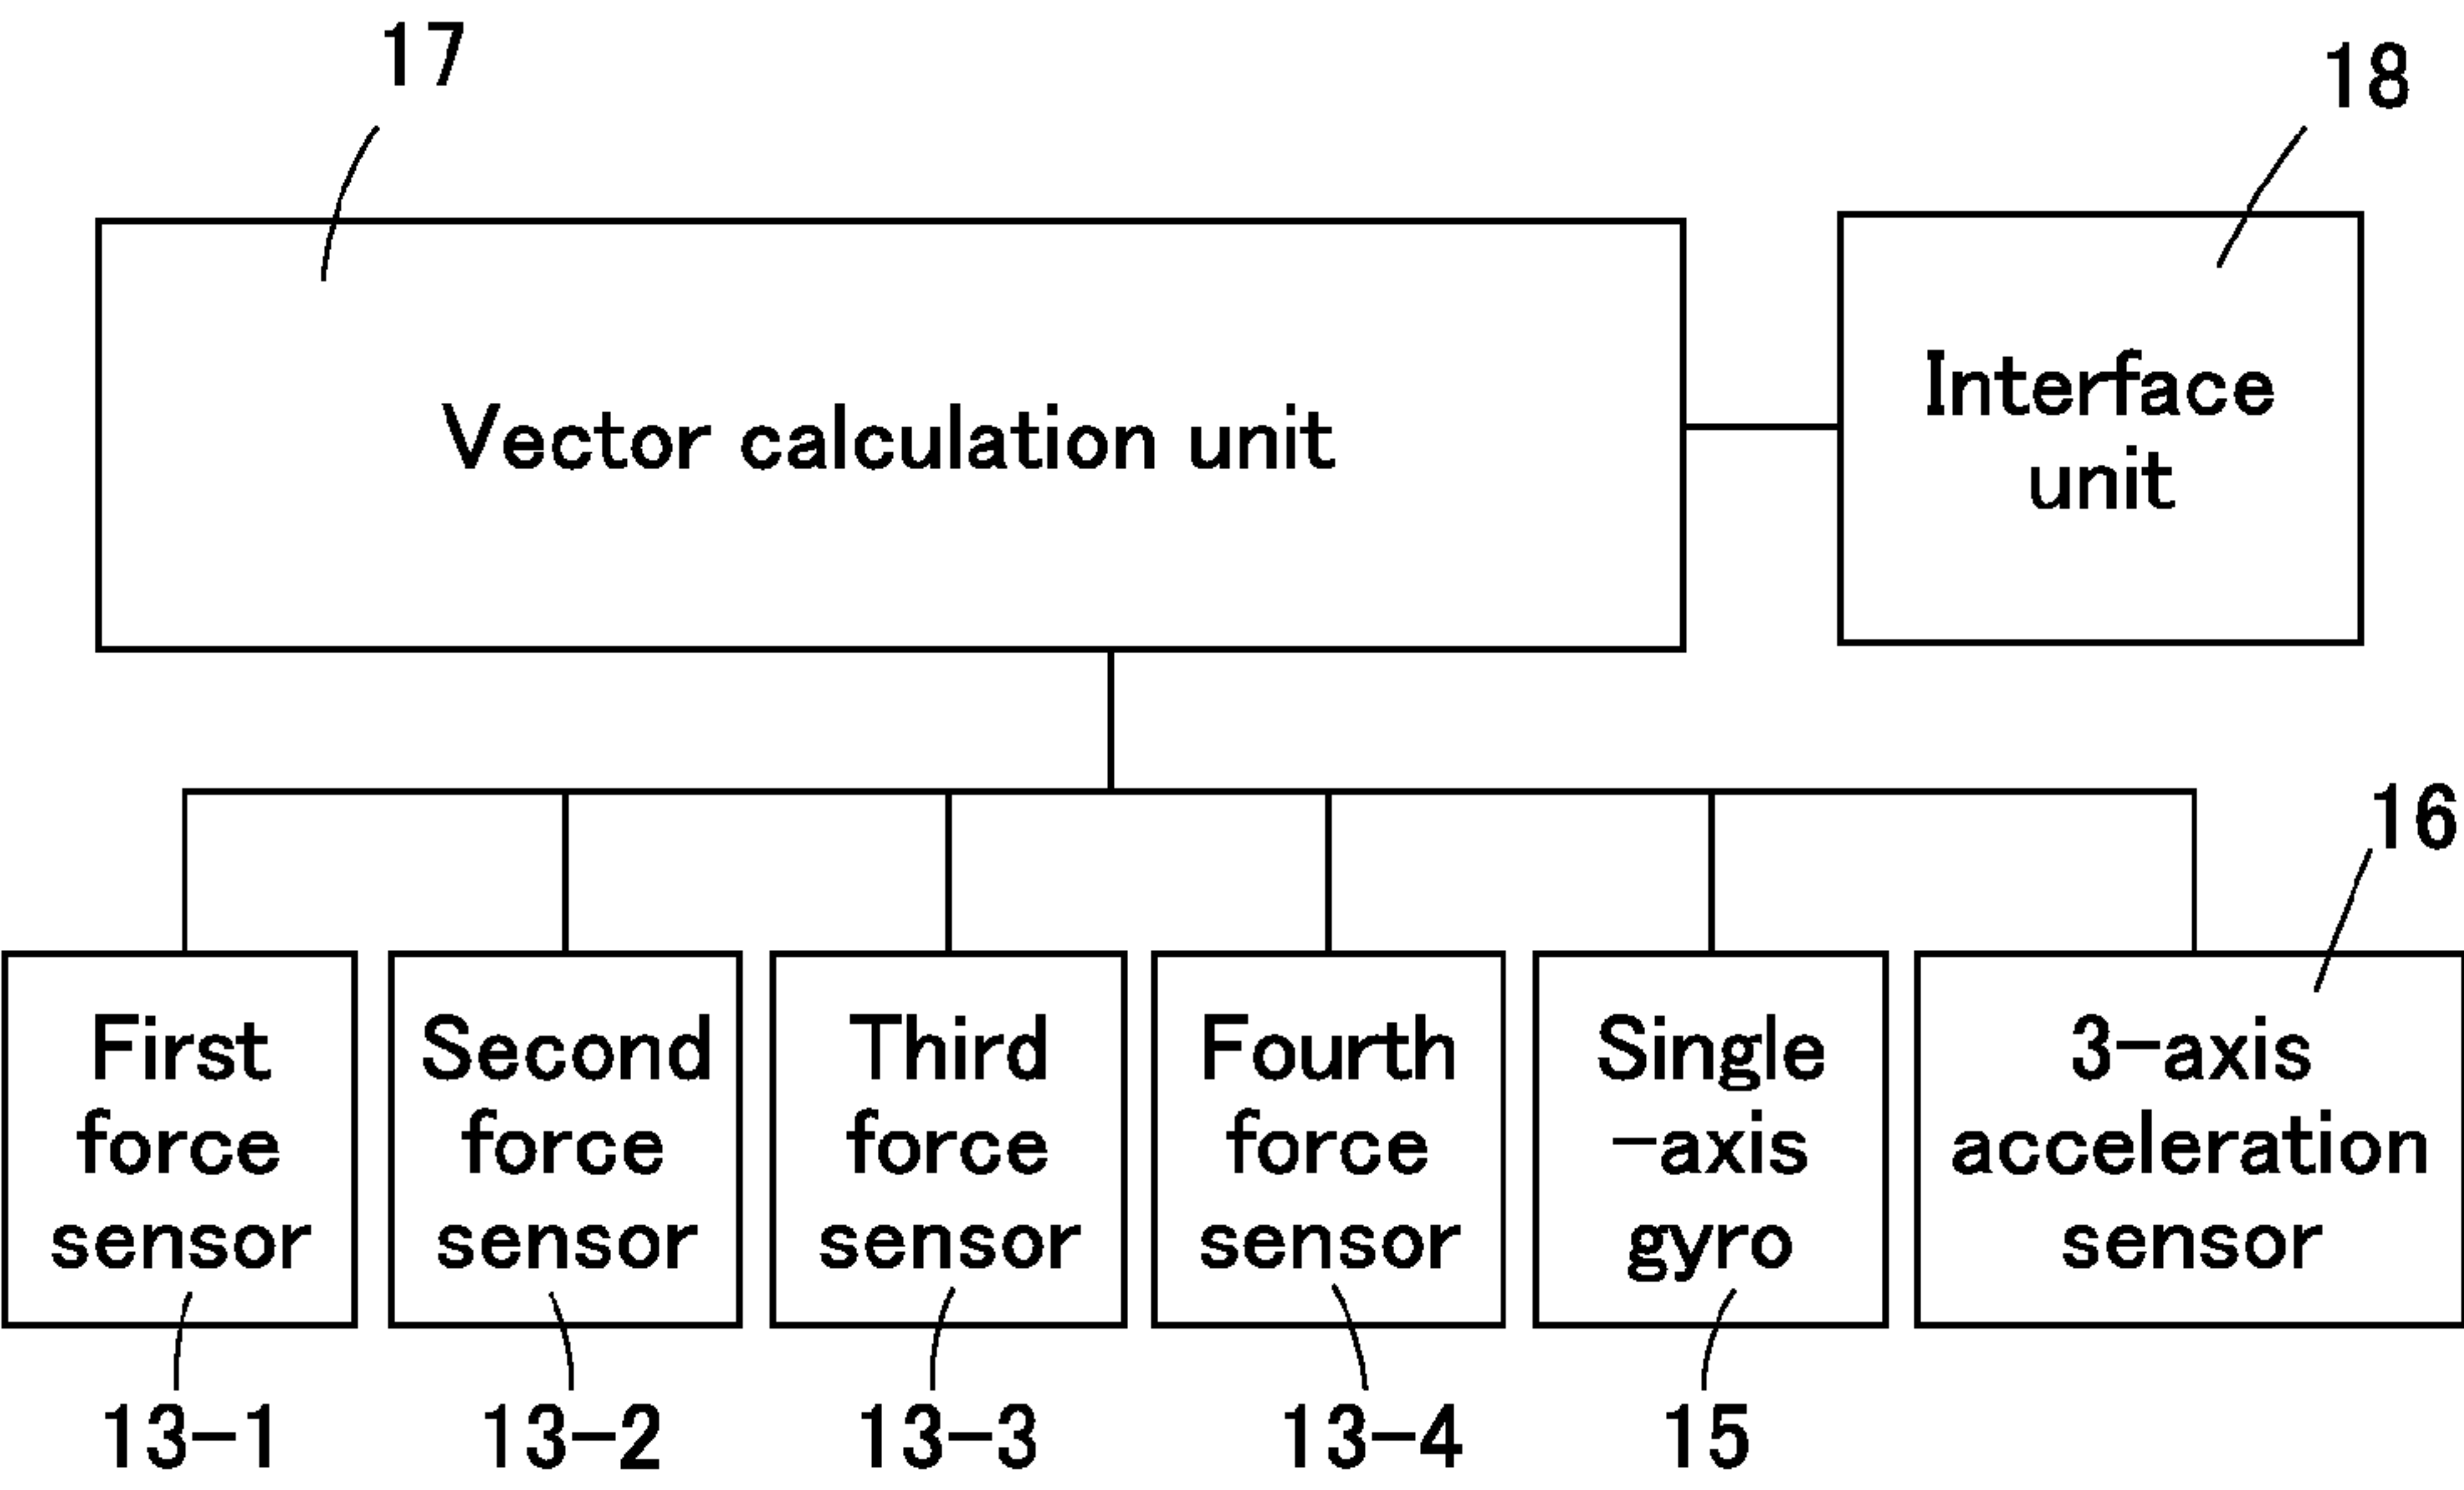 17
18
Vector calculation unit
Interface
unit
16
First
force
sensor
Second
force
sensor
Third
force
sensor
Fourth
force
sensor
Single
-axis
gyro
3-axis
acceleration
sensor
13-1
13-2
13-3
13-4
15